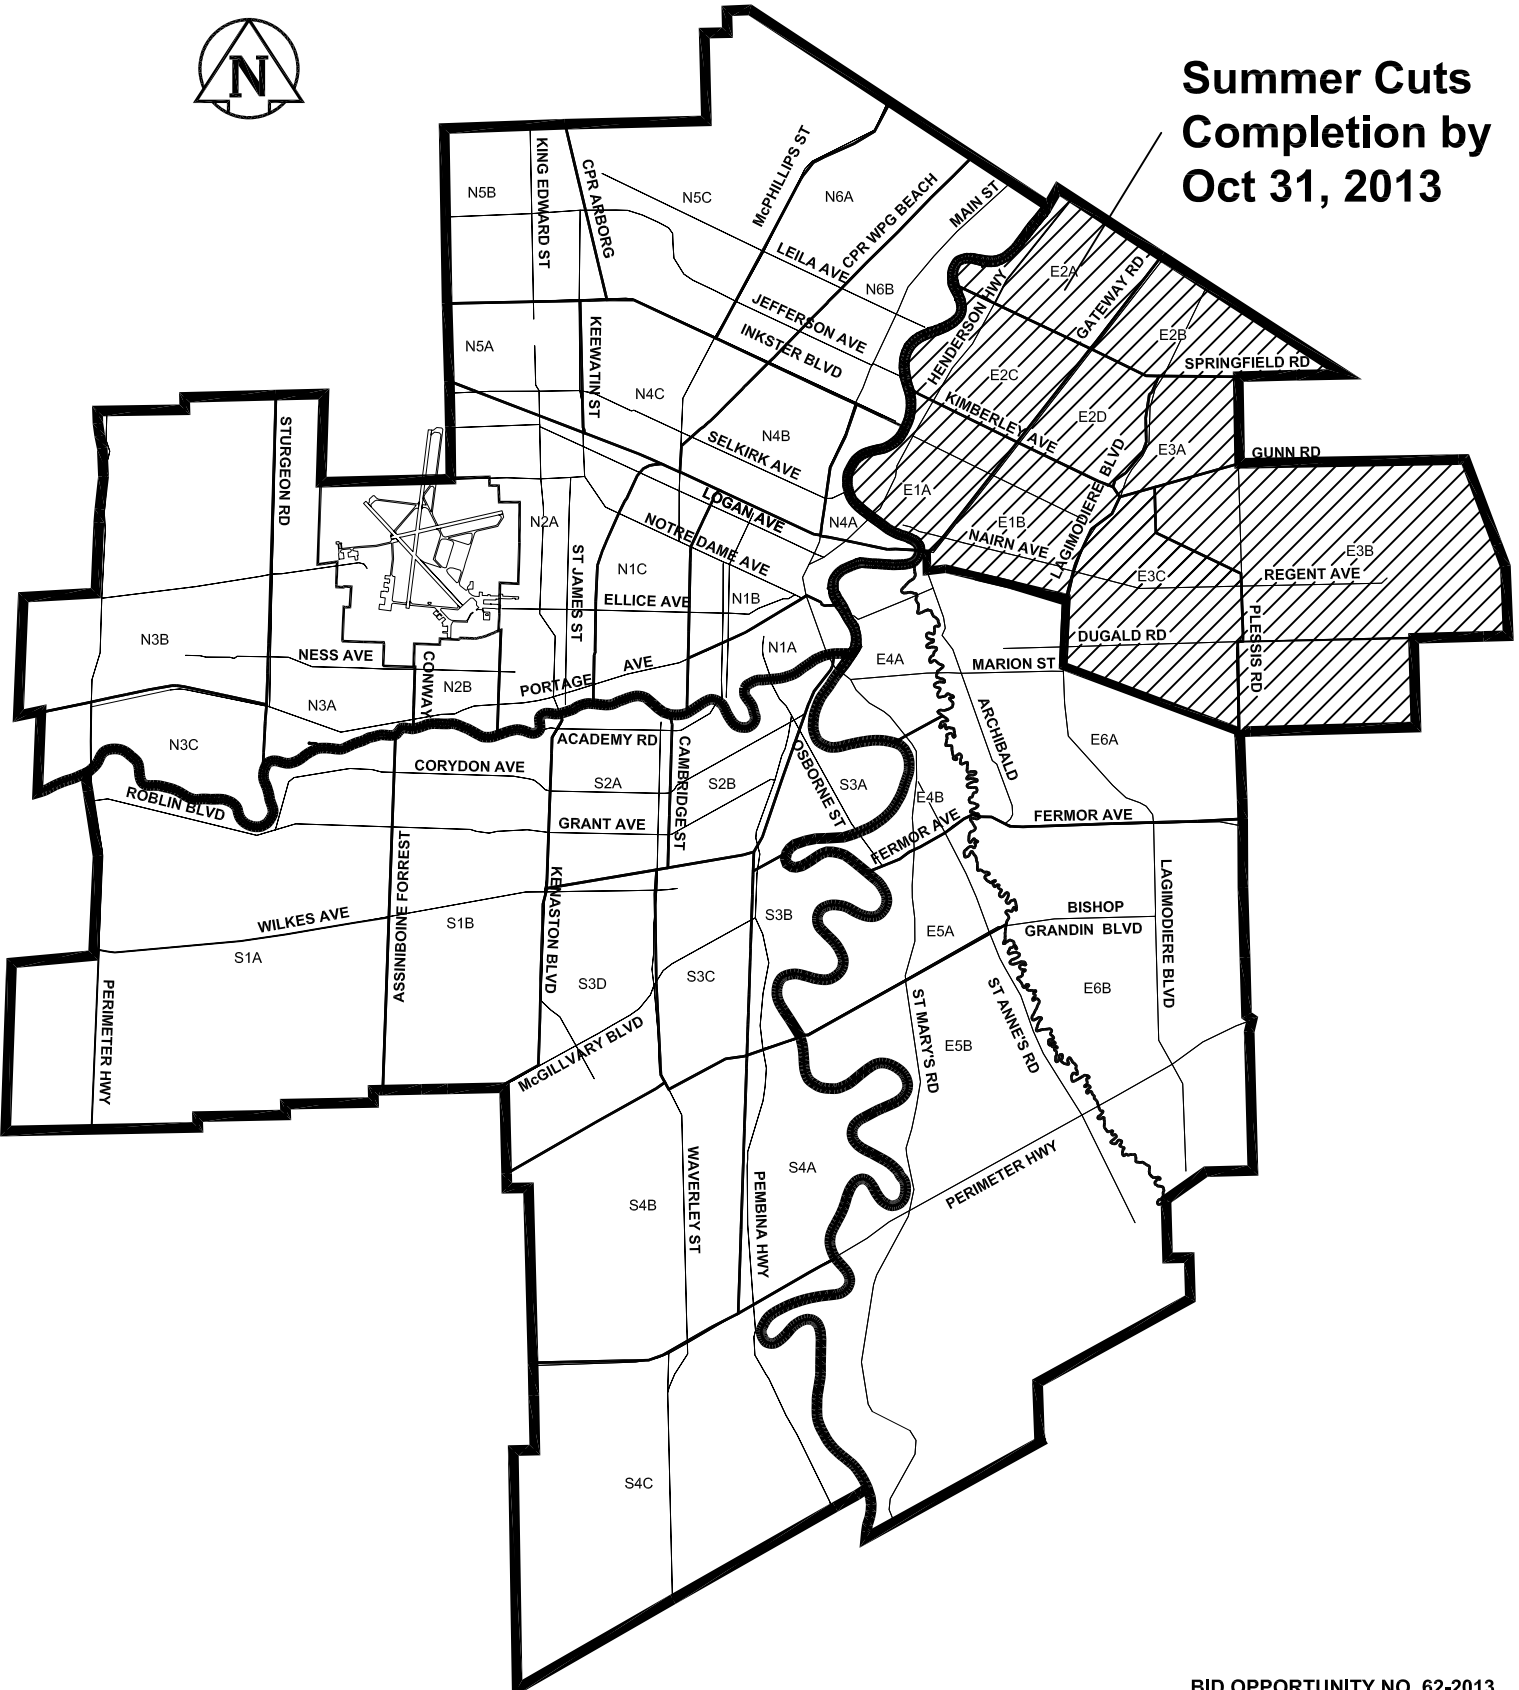 N
Summer Cuts
Completion by
Oct 31, 2013
N5B
KING EDWARD ST
CPR ARBORG
N5C
McPHILLIPS ST
N6A
CPR WPG BEACH
MAIN ST
LEILA AVE
N6B
JEFFERSON AVE
INKSTER BLVD
HENDERSON HWY
E2A
GATEWAY RD
E2B
SPRINGFIELD RD
N5A
KEEWATIN ST
N4C
N4B
SELKIRK AVE
E2C
KIMBERLEY AVE
E2D
LAGIMODIERE BLVD
E3A
GUNN RD
STURGEON RD
N2A
LOGAN AVE
NOTRE DAME AVE
N4A
E1A
E1B
NAIRN AVE
E3C
E3B
REGENT AVE
ST JAMES ST
N1C
ELLICE AVE
N1B
N3B
NESS AVE
CONWAY
N2B
PORTAGE
AVE
N1A
E4A
MARION ST
DUGALD RD
PLESSIS RD
N3A
N3C
ACADEMY RD
CORYDON AVE
CAMBRIDGE ST
OSBORNE ST
ARCHIBALD
E6A
ROBLIN BLVD
S2A
S2B
S3A
E4B
GRANT AVE
FERMOR AVE
FERMOR AVE
ASSINIBOINE FORREST
KENASTON BLVD
LAGIMODIERE BLVD
WILKES AVE
S1B
S3B
E5A
BISHOP
GRANDIN BLVD
S1A
S3D
S3C
E6B
PERIMETER HWY
McGILLVARY BLVD
ST MARY'S RD
ST ANNE'S RD
E5B
S4B
WAVERLEY ST
PEMBINA HWY
S4A
PERIMETER HWY
S4C
BID OPPORTUNITY NO. 62-2013